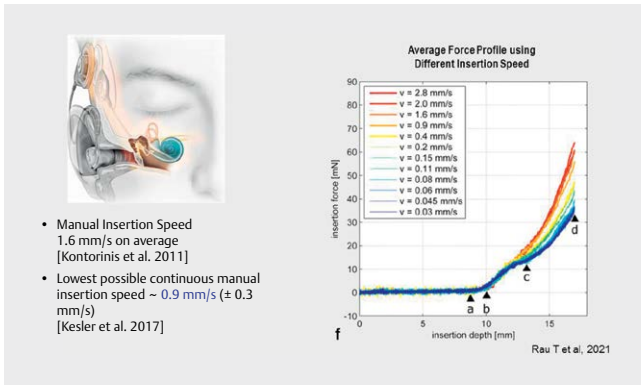 • Manual Insertion Speed
1.6 mm/s on average
[Kontorinis et al. 2011]
• Lowest possible continuous manual
insertion speed ~ 0.9 mm/s (± 0.3
mm/s)
[Kesler et al. 2017]
Average Force Profile using
Different Insertion Speed
90
80
70
60
50
40
30
20
10
0
-10
insertion force [mN]
v = 2.8 mm/s
v = 2.0 mm/s
v = 1.6 mm/s
v = 0.9 mm/s
v = 0.4 mm/s
v = 0.2 mm/s
v = 0.15 mm/s
v = 0.11 mm/s
v = 0.08 mm/s
v = 0.06 mm/s
v = 0.045 mm/s
v = 0.03 mm/s
a
b
c
d
0 5 10 15
insertion depth [mm]
f
Rau T et al, 2021